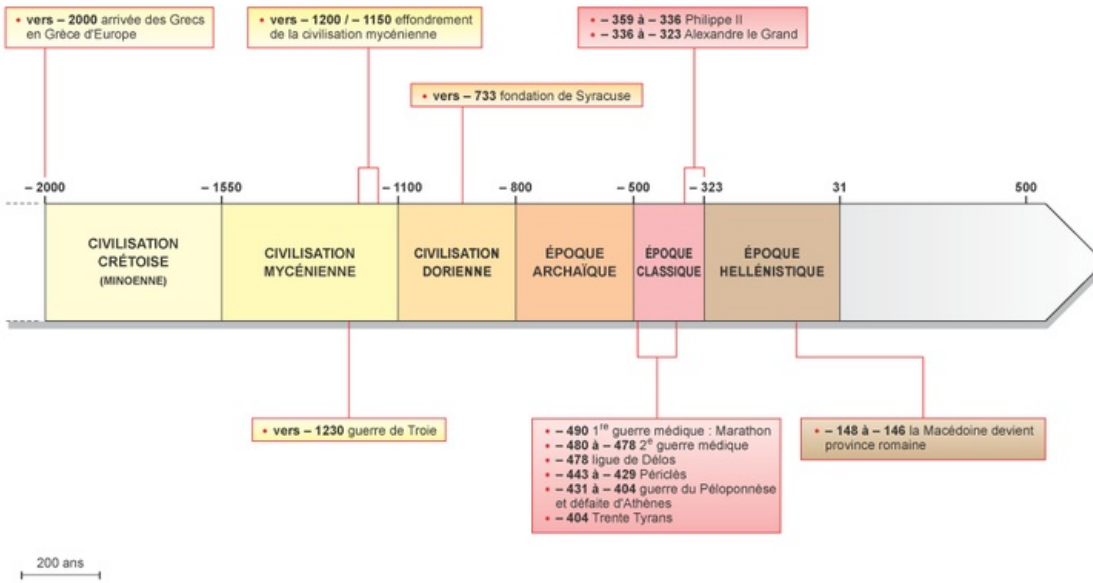 • vers – 2000 arrivée des Grecs
en Grèce d'Europe
• vers – 1200 / – 1150 effondrement
de la civilisation mycénienne
• – 359 à – 336 Philippe II
• – 336 à – 323 Alexandre le Grand
• vers – 733 fondation de Syracuse
– 2000
– 1550
– 1100
– 800
– 500
– 323
31
500
CIVILISATION
CRÉTOISE
(MINOENNE)
CIVILISATION
MYCÉNIENNE
CIVILISATION
DORIENNE
ÉPOQUE
ARCHAÏQUE
ÉPOQUE
CLASSIQUE
ÉPOQUE
HELLÉNISTIQUE
• vers – 1230 guerre de Troie
• – 490 1re guerre médique : Marathon
• – 480 à – 478 2e guerre médique
• – 478 ligue de Délos
• – 443 à – 429 Périclès
• – 431 à – 404 guerre du Péloponnèse
et défaite d'Athènes
• – 404 Trente Tyrans
• – 148 à – 146 la Macédoine devient
province romaine
200 ans